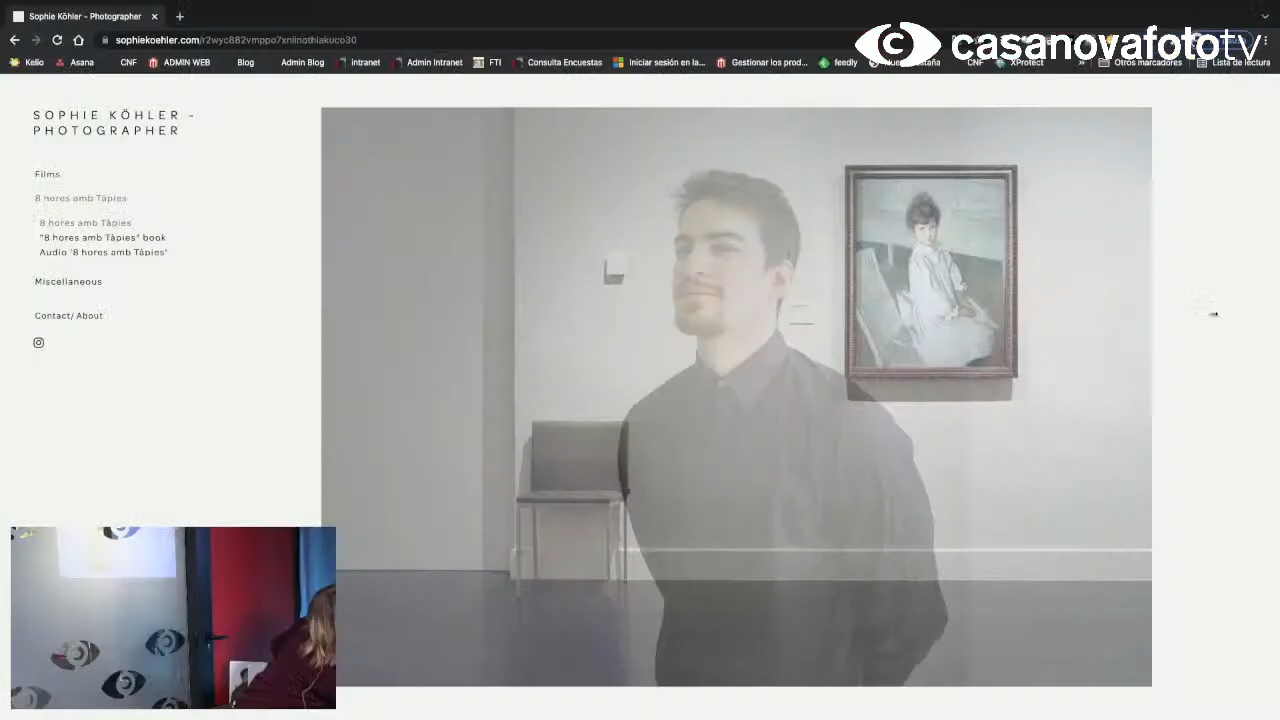 Sophie Köhler - Photographer
sophiekoehler.com/r2wyc882vmppo7xnlinothiakuco30
casanovafototv
Kelio
Asana
CNF
ADMIN WEB
Blog
Admin Blog
intranet
Admin Intranet
FTI
Consulta Encuestas
Iniciar sesión en la...
Gestionar los prod...
feedly
CNF
XProtect
Otros marcadores
Lista de lectura
SOPHIE KÖHLER -
PHOTOGRAPHER
Films
8 hores amb Tàpies
8 hores amb Tàpies
"8 hores amb Tàpies" book
Audio '8 hores amb Tàpies'
Miscellaneous
Contact/ About